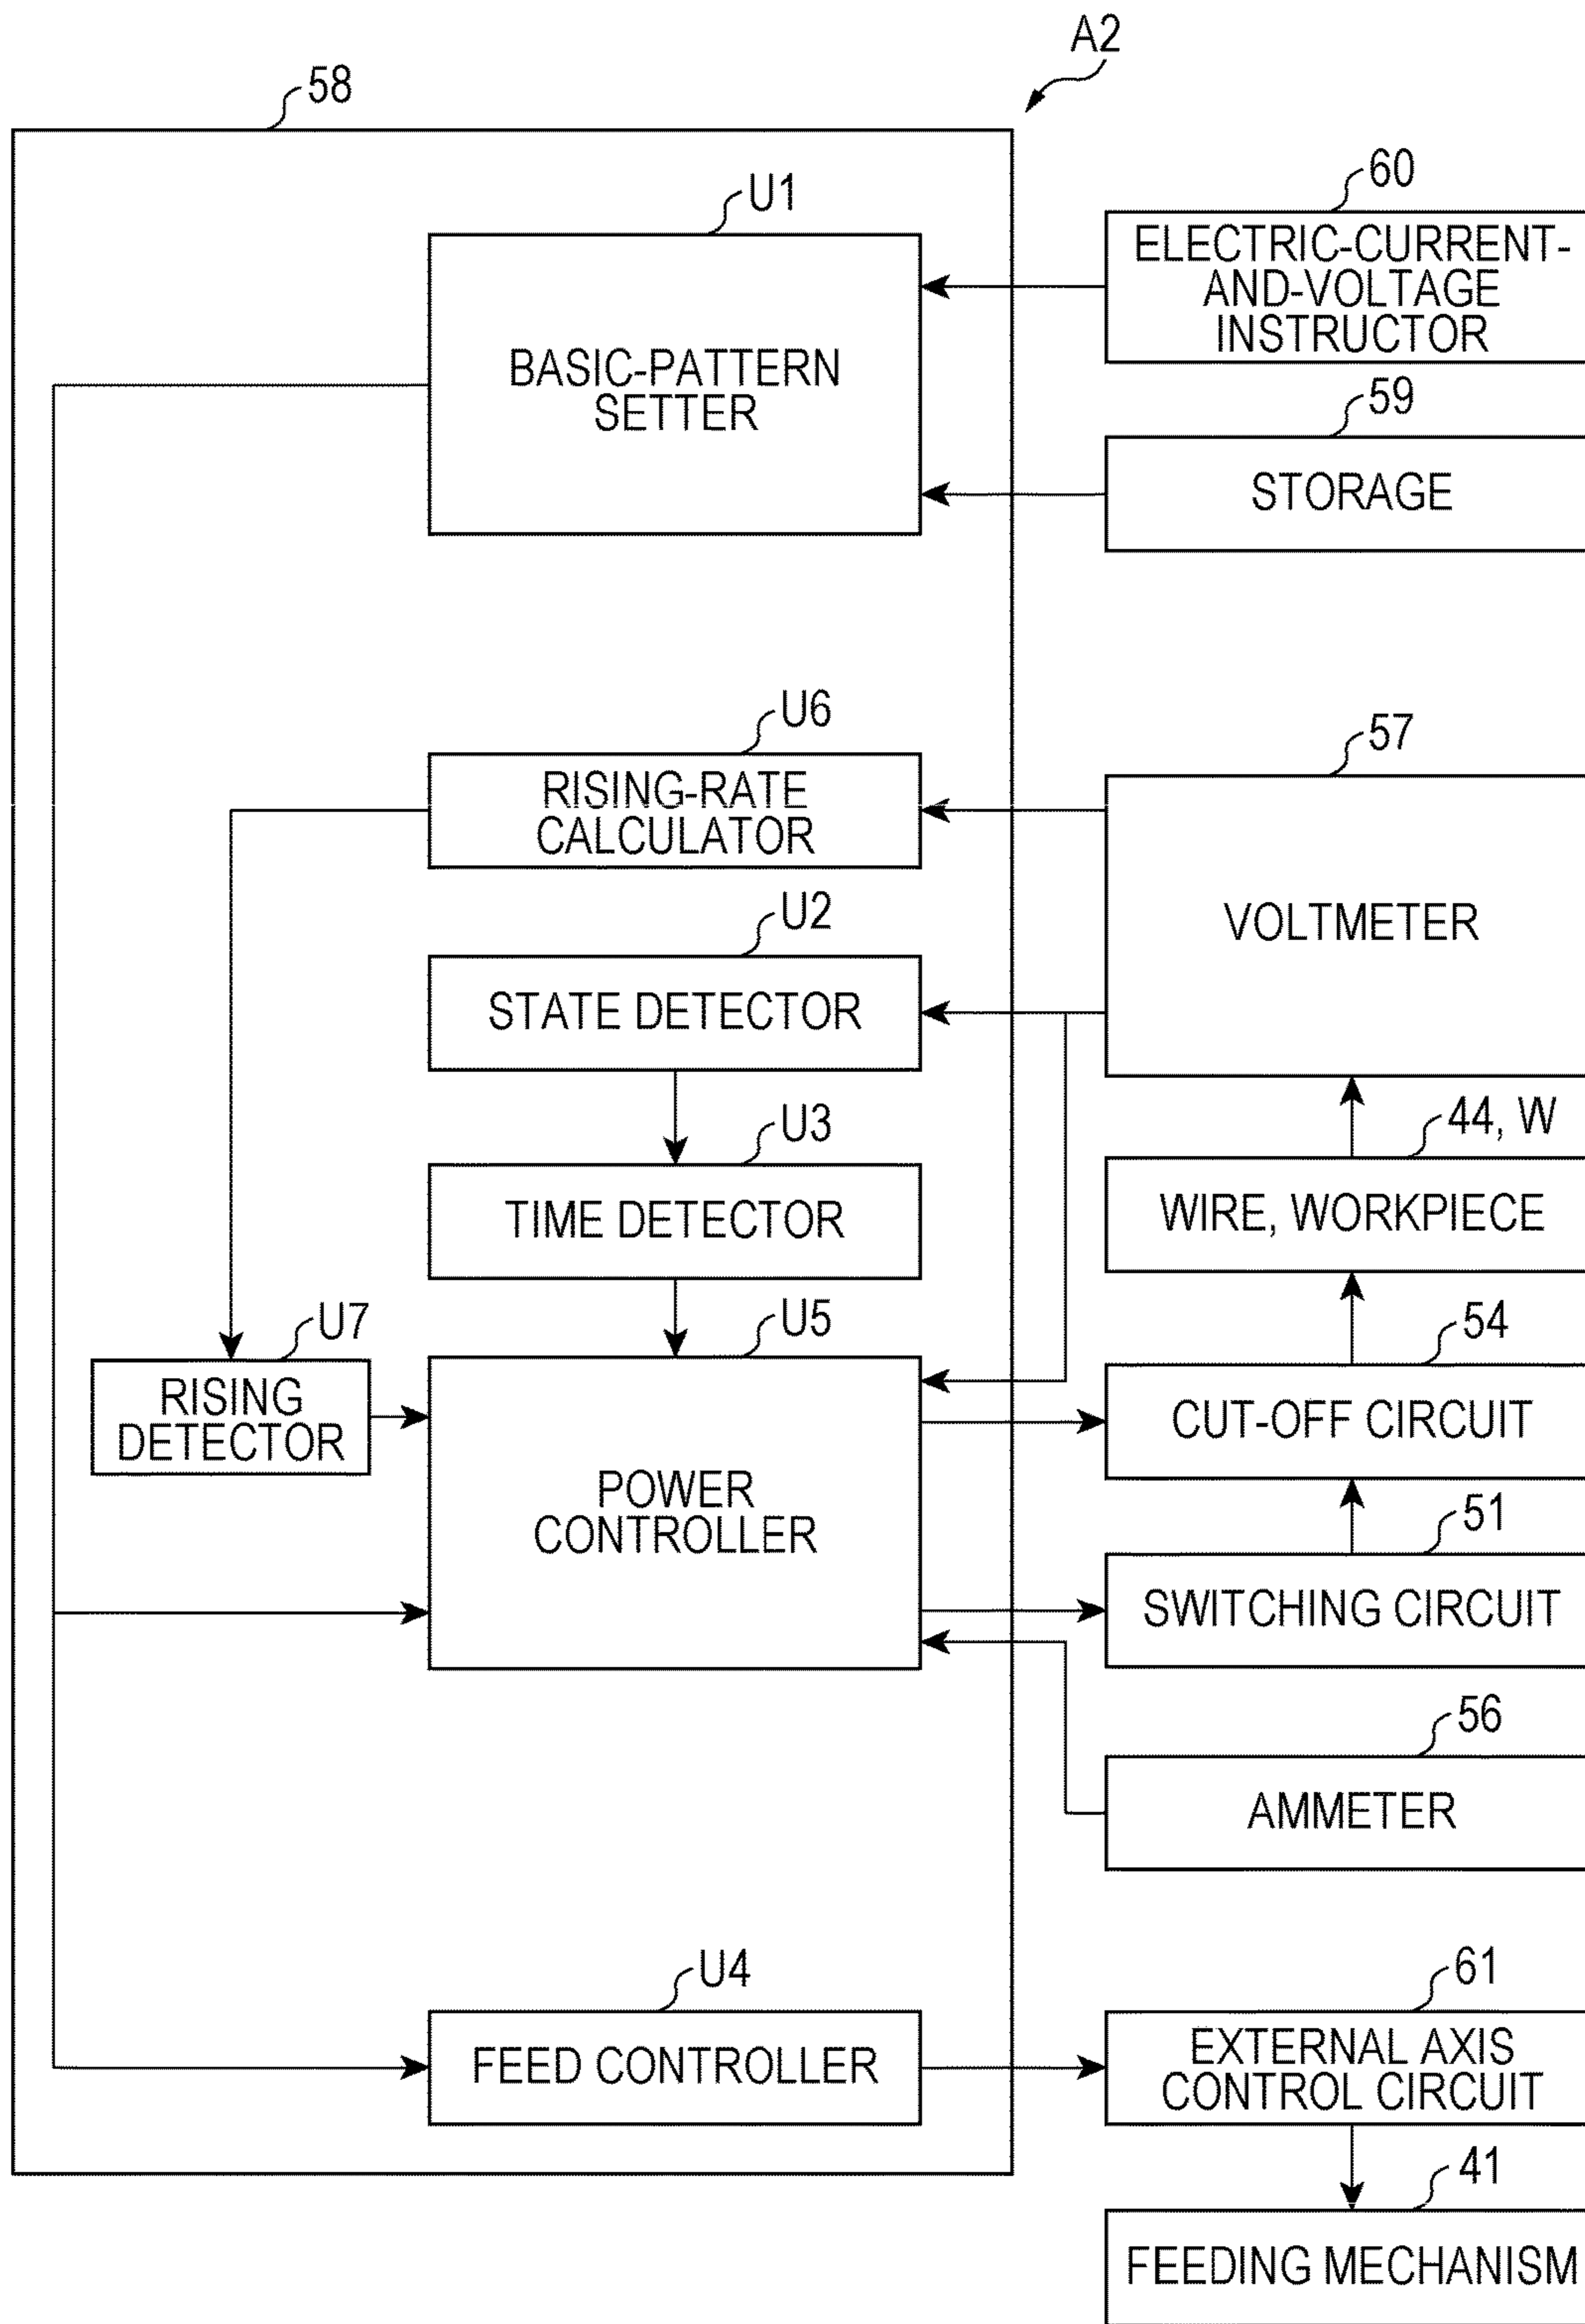 A2
58
U1
60
ELECTRIC-CURRENT-
AND-VOLTAGE
INSTRUCTOR
BASIC-PATTERN
SETTER
59
STORAGE
U6
57
RISING-RATE
CALCULATOR
U2
VOLTMETER
STATE DETECTOR
U3
44, W
TIME DETECTOR
WIRE, WORKPIECE
U7
U5
54
RISING
DETECTOR
CUT-OFF CIRCUIT
POWER
CONTROLLER
51
SWITCHING CIRCUIT
56
AMMETER
U4
61
FEED CONTROLLER
EXTERNAL AXIS
CONTROL CIRCUIT
41
FEEDING MECHANISM